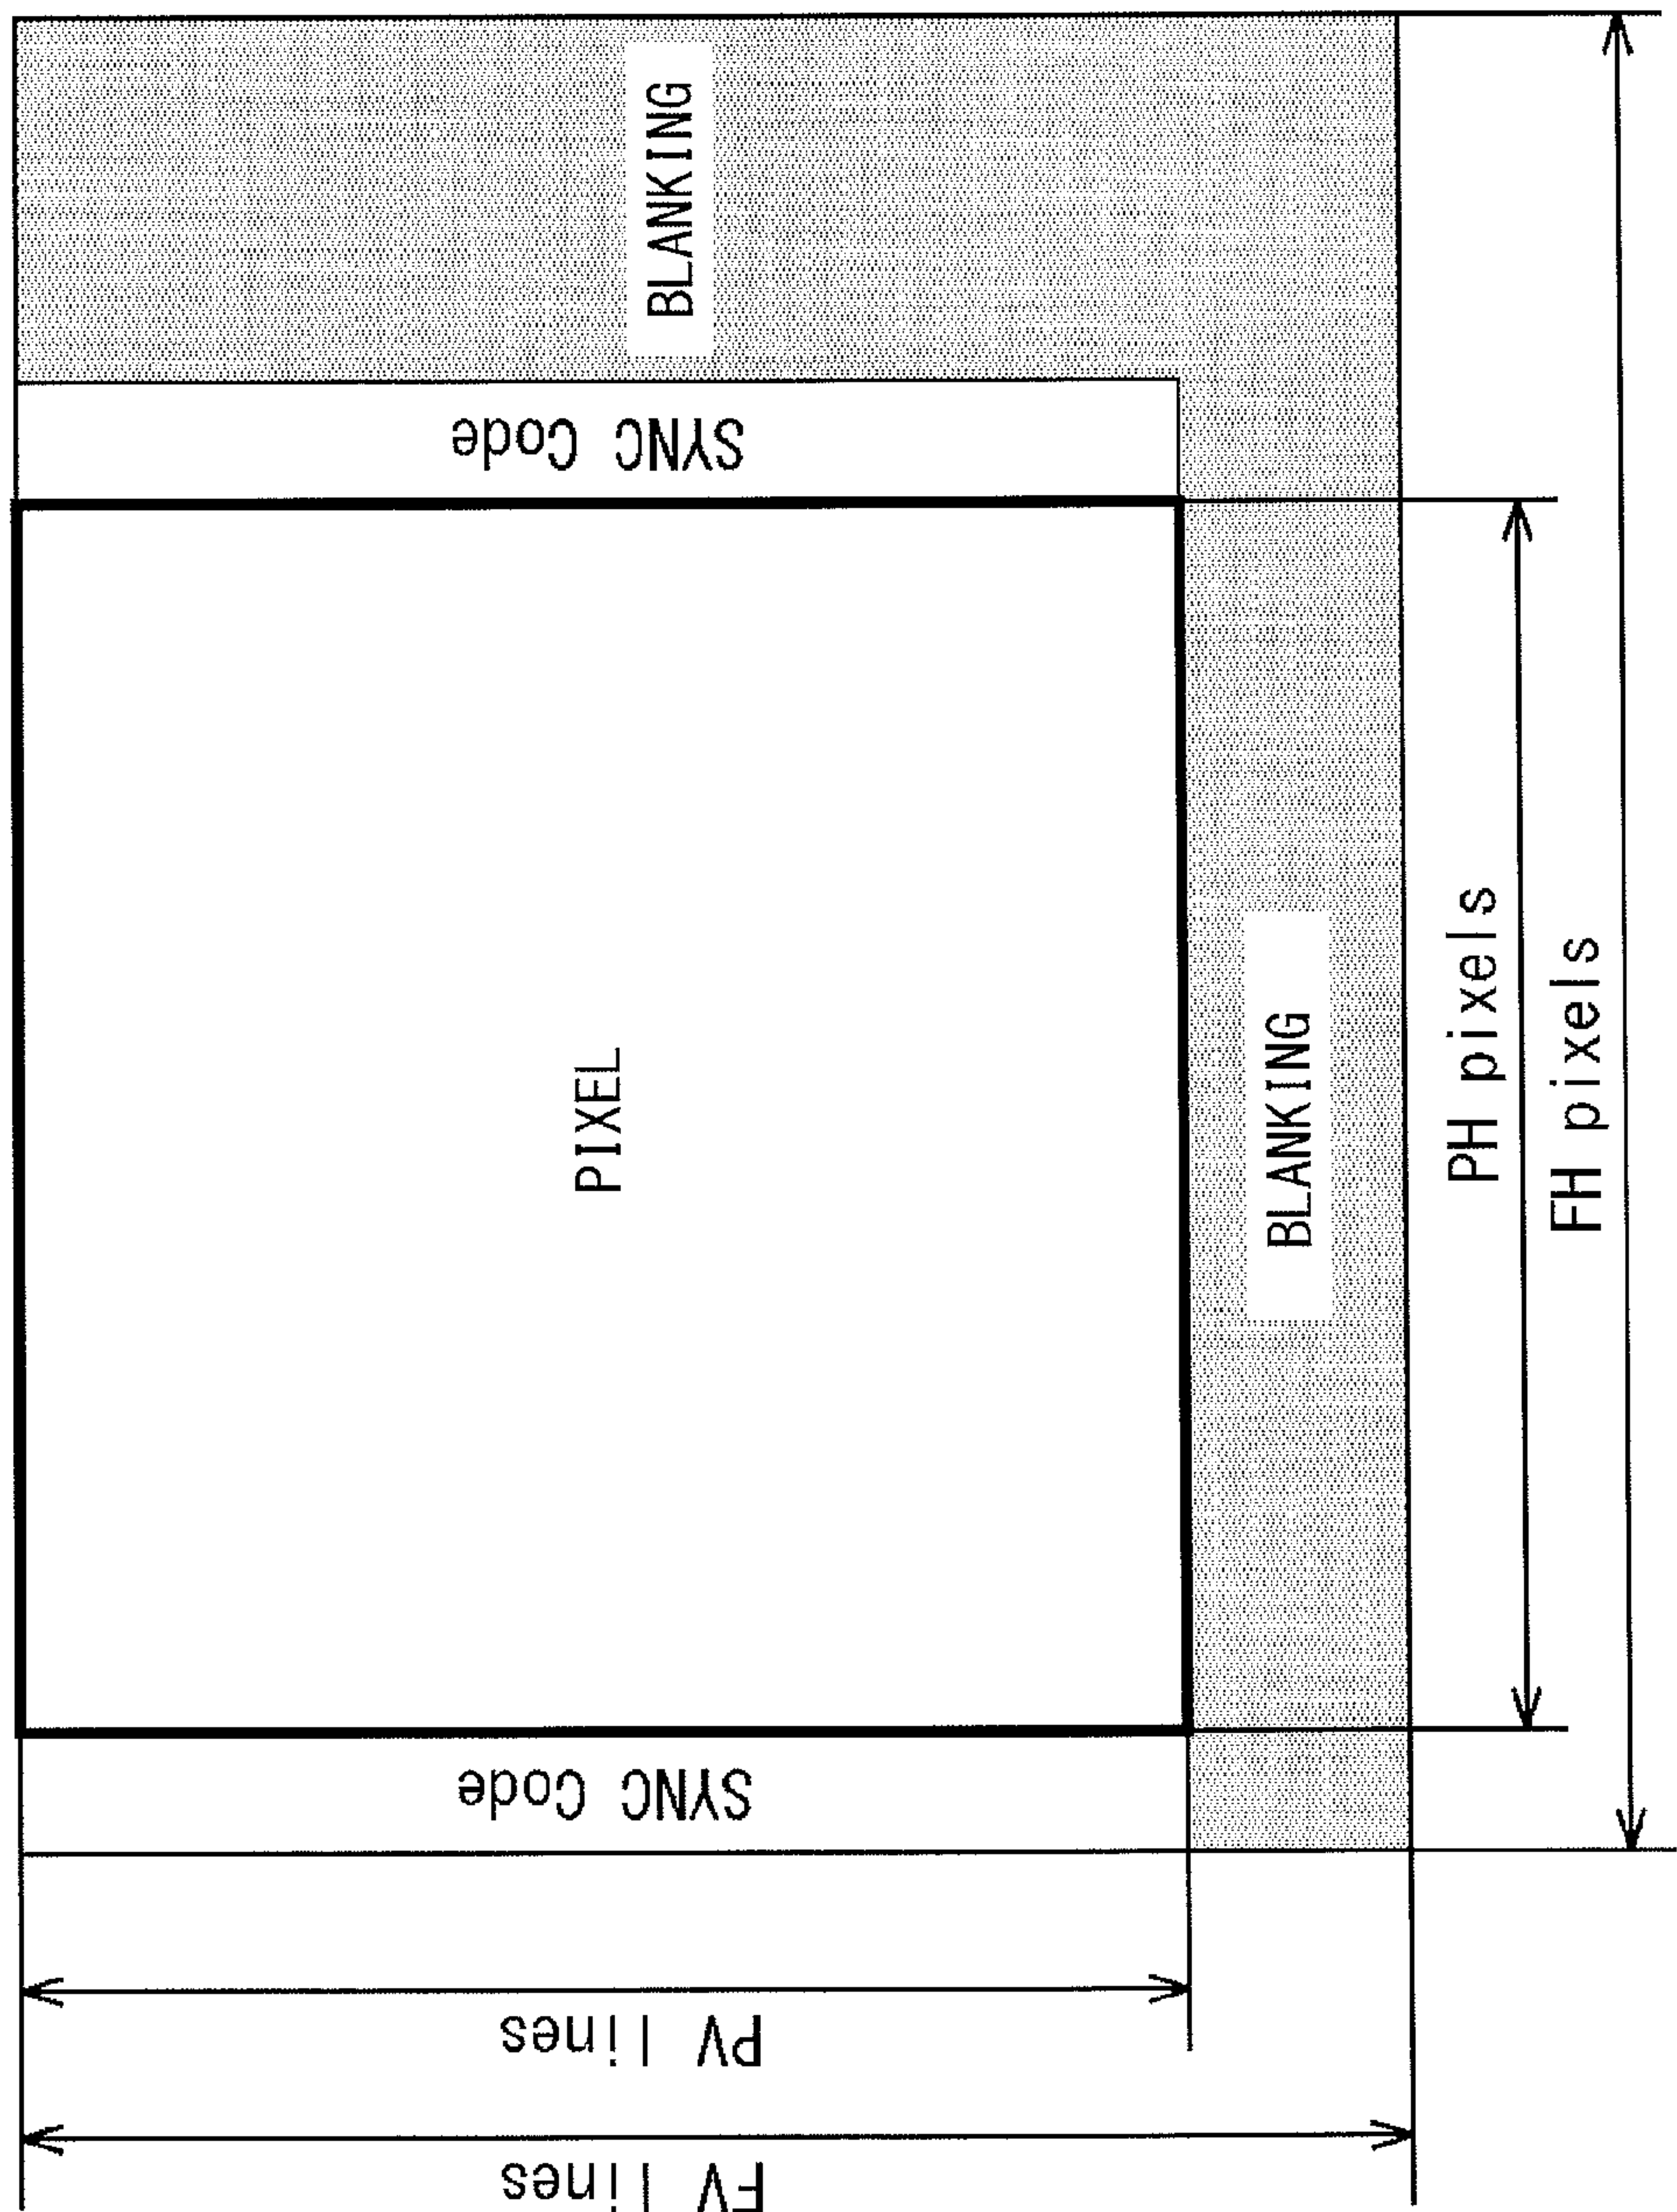 FV lines
PV lines
SYNC Code
PIXEL
SYNC Code
BLANKING
BLANKING
PH pixels
FH pixels